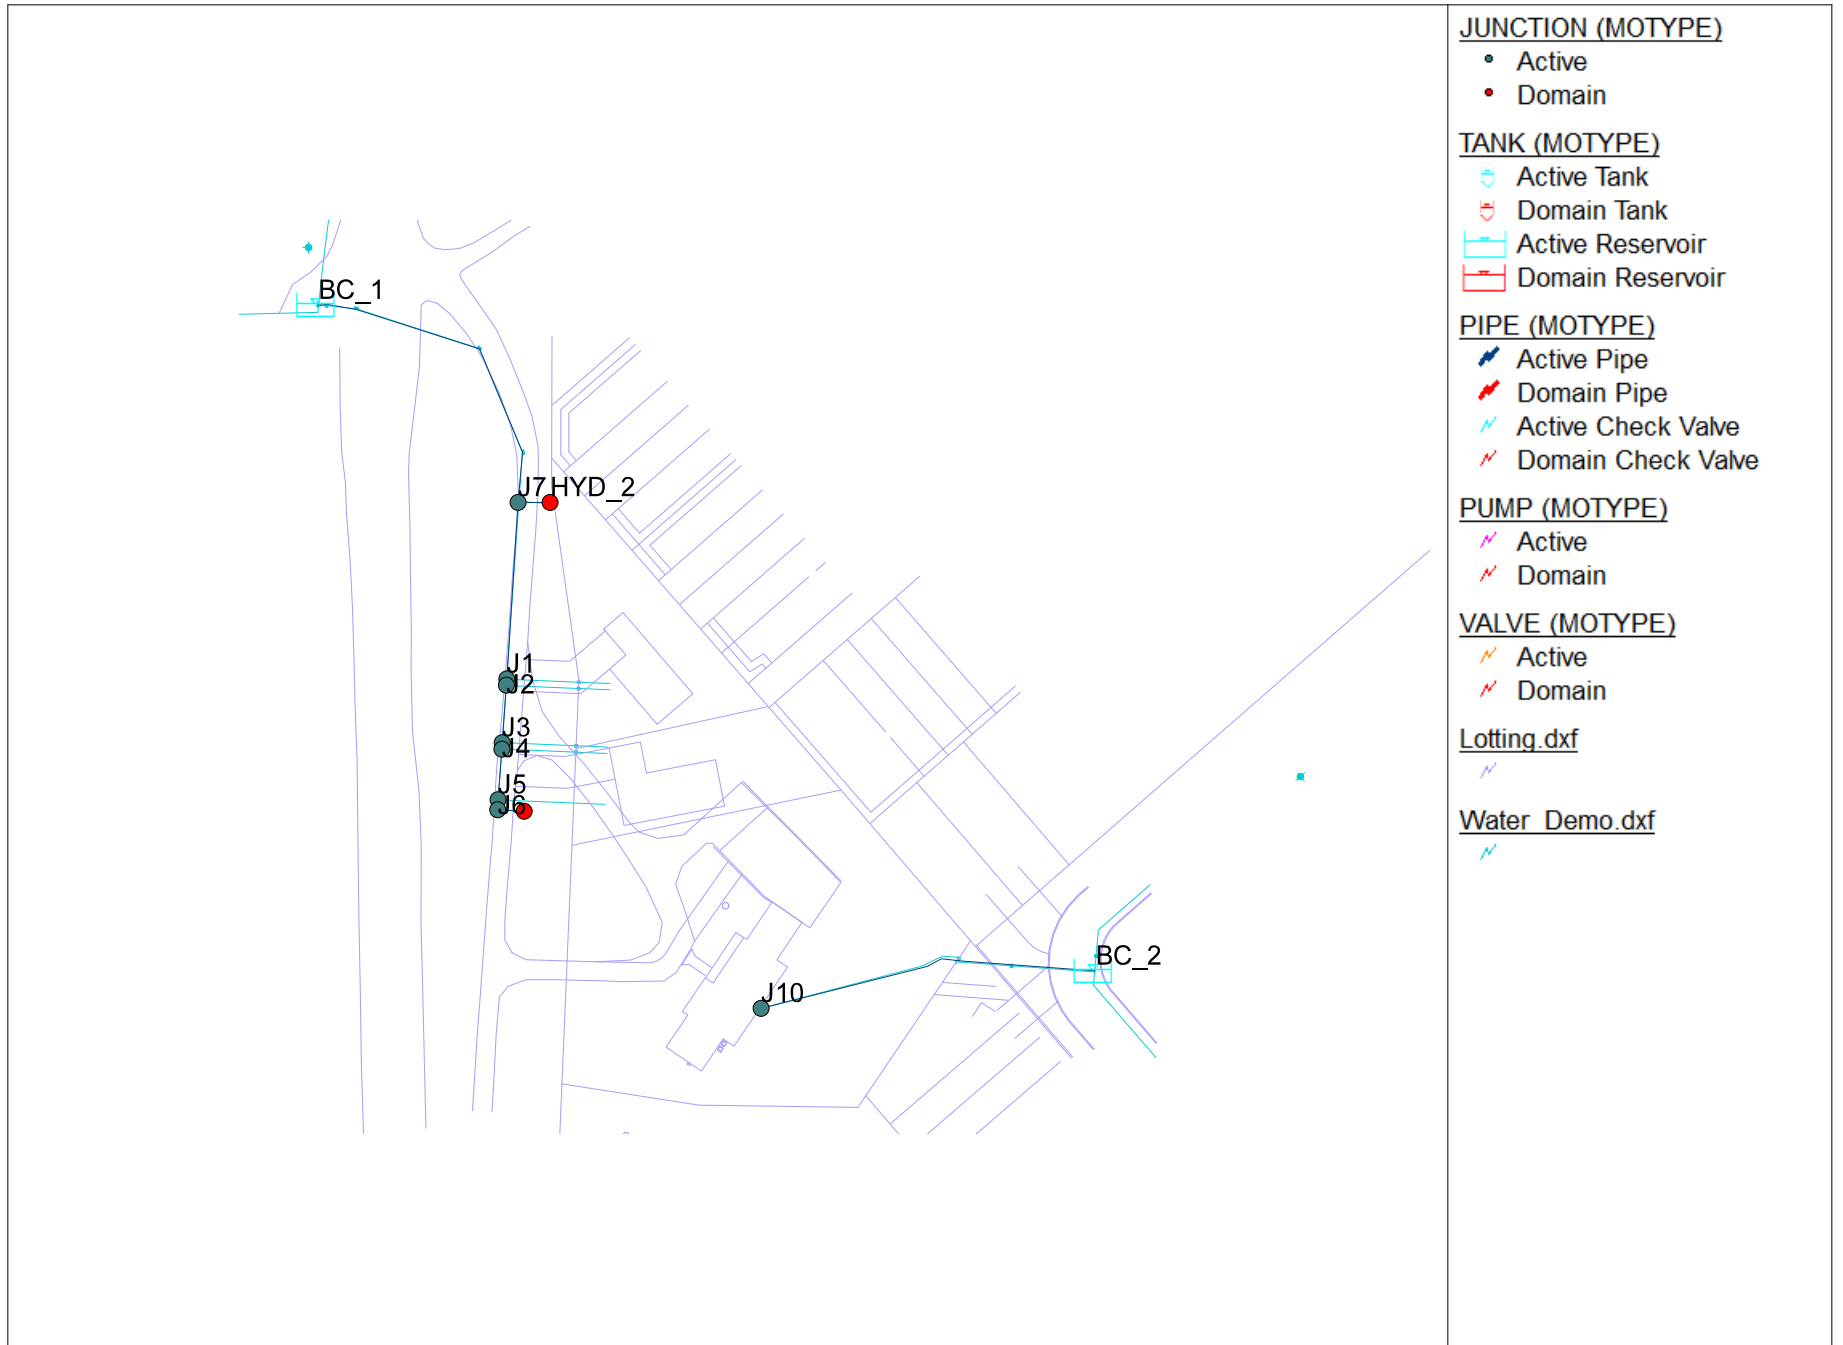 BC_1
J7
HYD_2
J1
J2
J3
J4
J5
J6
BC_2
J10
JUNCTION (MOTYPE)
Active
Domain
TANK (MOTYPE)
Active Tank
Domain Tank
Active Reservoir
Domain Reservoir
PIPE (MOTYPE)
Active Pipe
Domain Pipe
Active Check Valve
Domain Check Valve
PUMP (MOTYPE)
Active
Domain
VALVE (MOTYPE)
Active
Domain
Lotting.dxf
Water_Demo.dxf